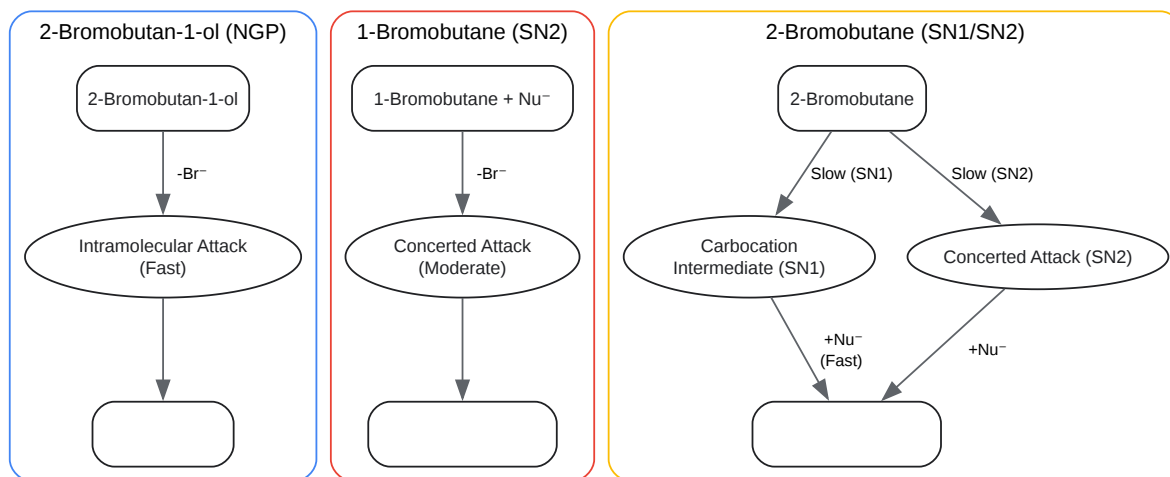 2-Bromobutan-1-ol (NGP)
2-Bromobutan-1-ol
-Br⁻
Intramolecular Attack
(Fast)
1-Bromobutane (SN2)
1-Bromobutane + Nu⁻
-Br⁻
Concerted Attack
(Moderate)
2-Bromobutane (SN1/SN2)
2-Bromobutane
Slow (SN1)
Slow (SN2)
Carbocation
Intermediate (SN1)
Concerted Attack (SN2)
+Nu⁻
(Fast)
+Nu⁻